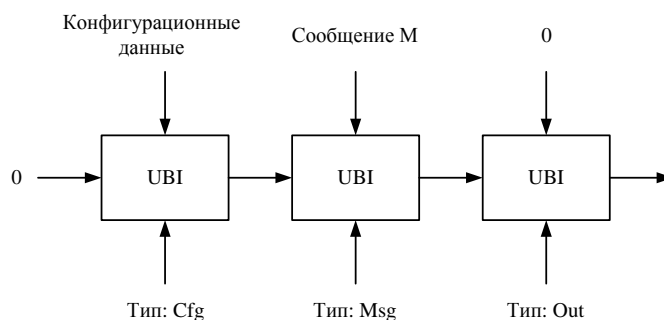 Конфигурационные
данные
Сообщение М
0
0
UBI
UBI
UBI
Тип: Cfg
Тип: Msg
Тип: Out